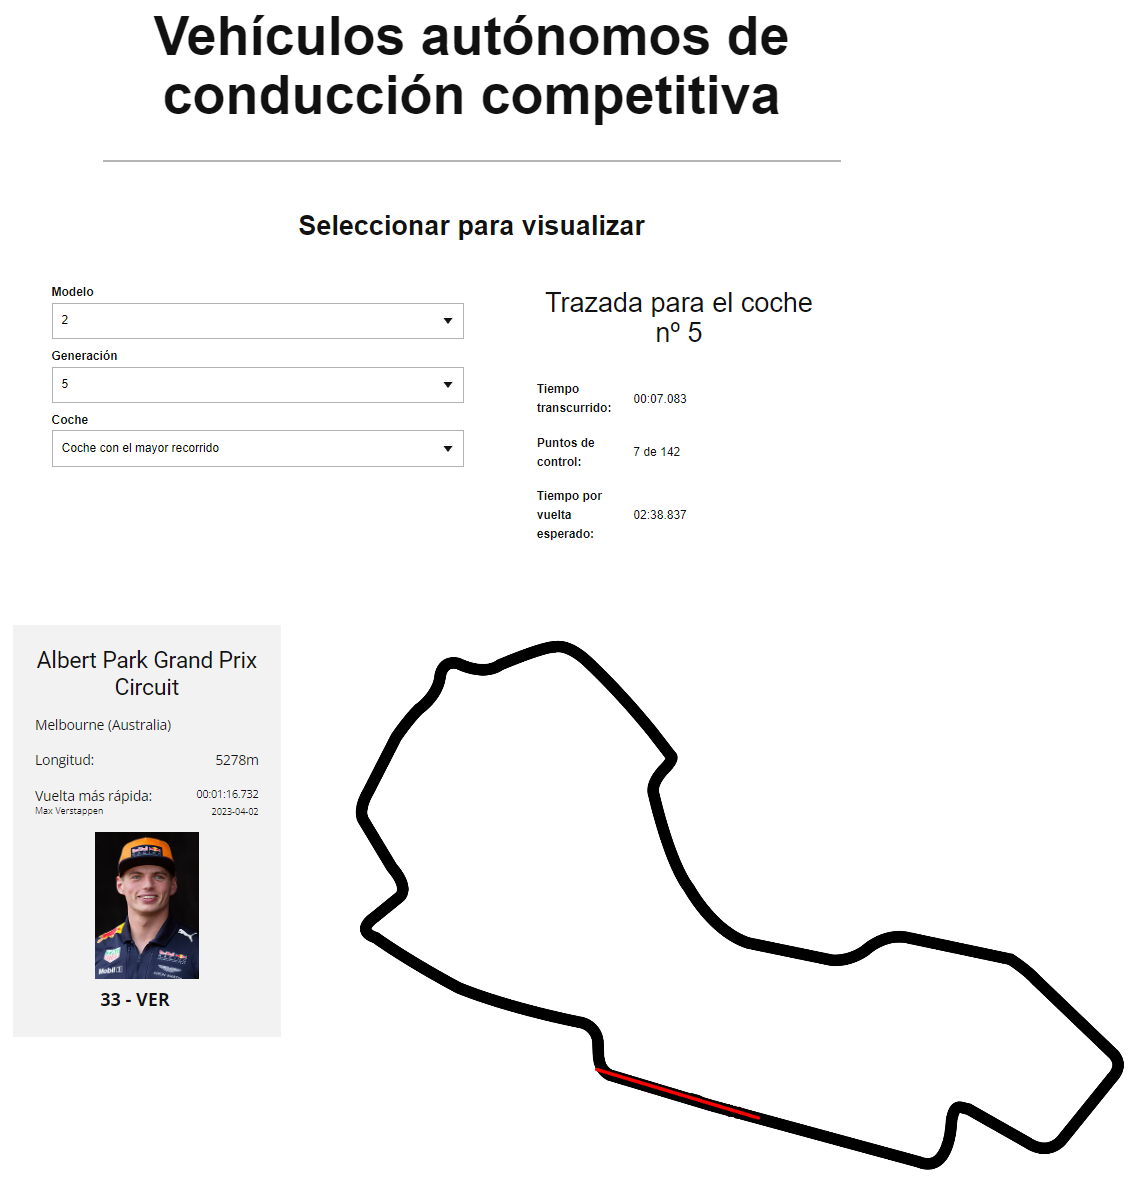 Vehículos autónomos de
conducción competitiva
Seleccionar para visualizar
Modelo
2
Generación
5
Coche
Coche con el mayor recorrido
Trazada para el coche
nº 5
Tiempo
transcurrido:
00:07.083
Puntos de
control:
7 de 142
Tiempo por
vuelta
esperado:
02:38.837
Albert Park Grand Prix
Circuit
Melbourne (Australia)
Longitud: 5278m
Vuelta más rápida: 00:01:16.732
Max Verstappen 2023-04-02
Mobil 1
33 - VER